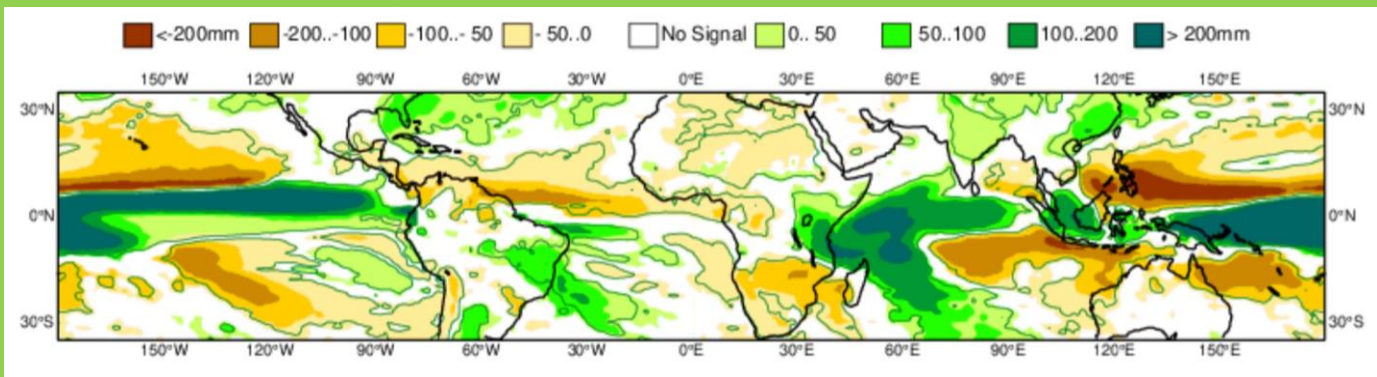 <-200mm -200..-100 -100..- 50 - 50..0 No Signal 0.. 50 50.100 100..200 > 200mm
150°W 120°W 90°W 60°W 30°W 0°E 30°E 60°E 90°E 120°E 150°E
30°N 30°N
0°N 0°N
30°S 30°S
150°W 120°W 90°W 60°W 30°W 0°E 30°E 60°E 90°E 120°E 150°E